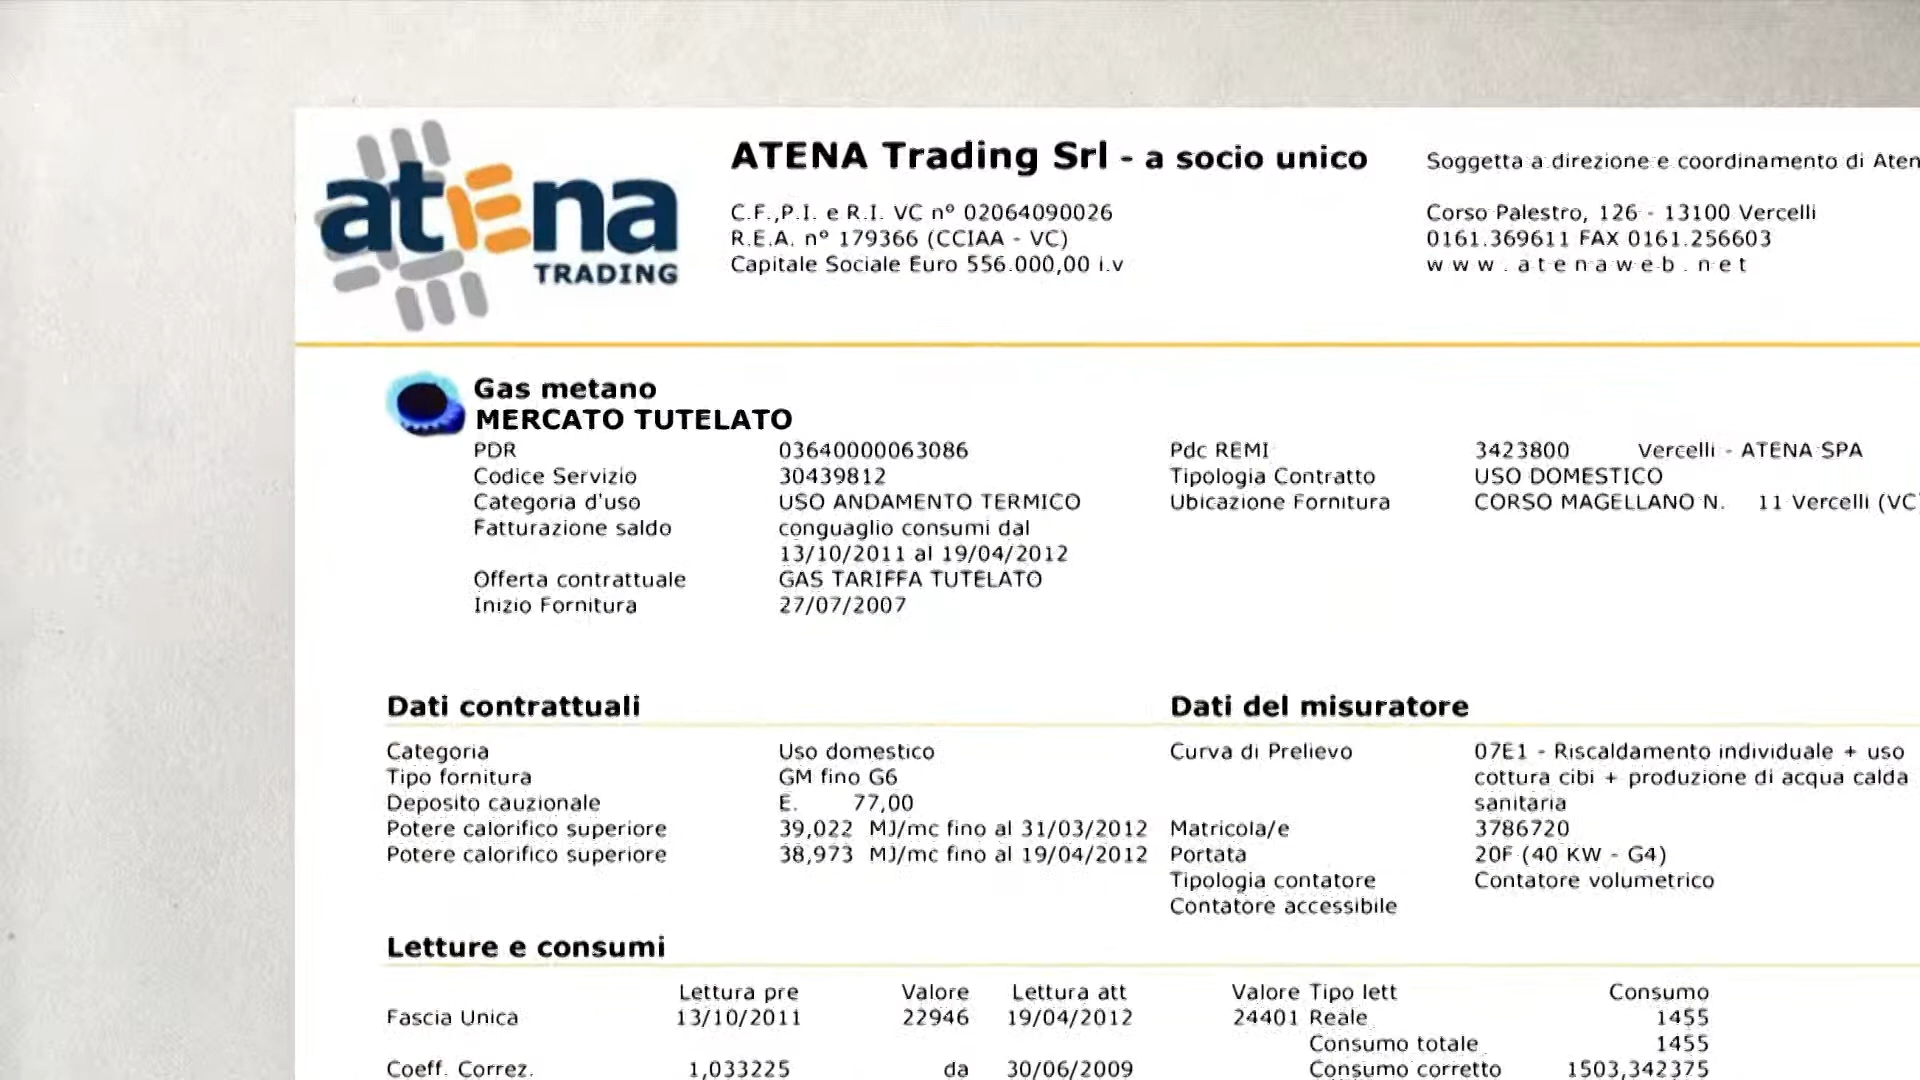 atena
TRADING
ATENA Trading Srl - a socio unico
C.F.,P.I. e R.I. VC nº 02064090026
R.E.A. nº 179366 (CCIAA - VC)
Capitale Sociale Euro 556.000,00 i.v
Soggetta a direzione e coordinamento di Aten
Corso Palestro, 126 - 13100 Vercelli
0161.369611 FAX 0161.256603
www.atenaweb.net
Gas metano
MERCATO TUTELATO
PDR 03640000063086 Pdc REMI 3423800 Vercelli - ATENA SPA
Codice Servizio 30439812 Tipologia Contratto USO DOMESTICO
Categoria d'uso USO ANDAMENTO TERMICO Ubicazione Fornitura CORSO MAGELLANO N. 11 Vercelli (VC)
Fatturazione saldo conguaglio consumi dal
13/10/2011 al 19/04/2012
Offerta contrattuale GAS TARIFFA TUTELATO
Inizio Fornitura 27/07/2007
Dati contrattuali
Categoria Uso domestico
Tipo fornitura GM fino G6
Deposito cauzionale E. 77,00
Potere calorifico superiore 39,022 MJ/mc fino al 31/03/2012
Potere calorifico superiore 38,973 MJ/mc fino al 19/04/2012
Dati del misuratore
Curva di Prelievo 07E1 - Riscaldamento individuale + uso
cottura cibi + produzione di acqua calda
sanitaria
Matricola/e 3786720
Portata 20F (40 KW - G4)
Tipologia contatore Contatore volumetrico
Contatore accessibile
Letture e consumi
Lettura pre Valore Lettura att Valore Tipo lett Consumo
Fascia Unica 13/10/2011 22946 19/04/2012 24401 Reale 1455
Consumo totale 1455
Coeff. Correz. 1,033225 da 30/06/2009 Consumo corretto 1503,342375